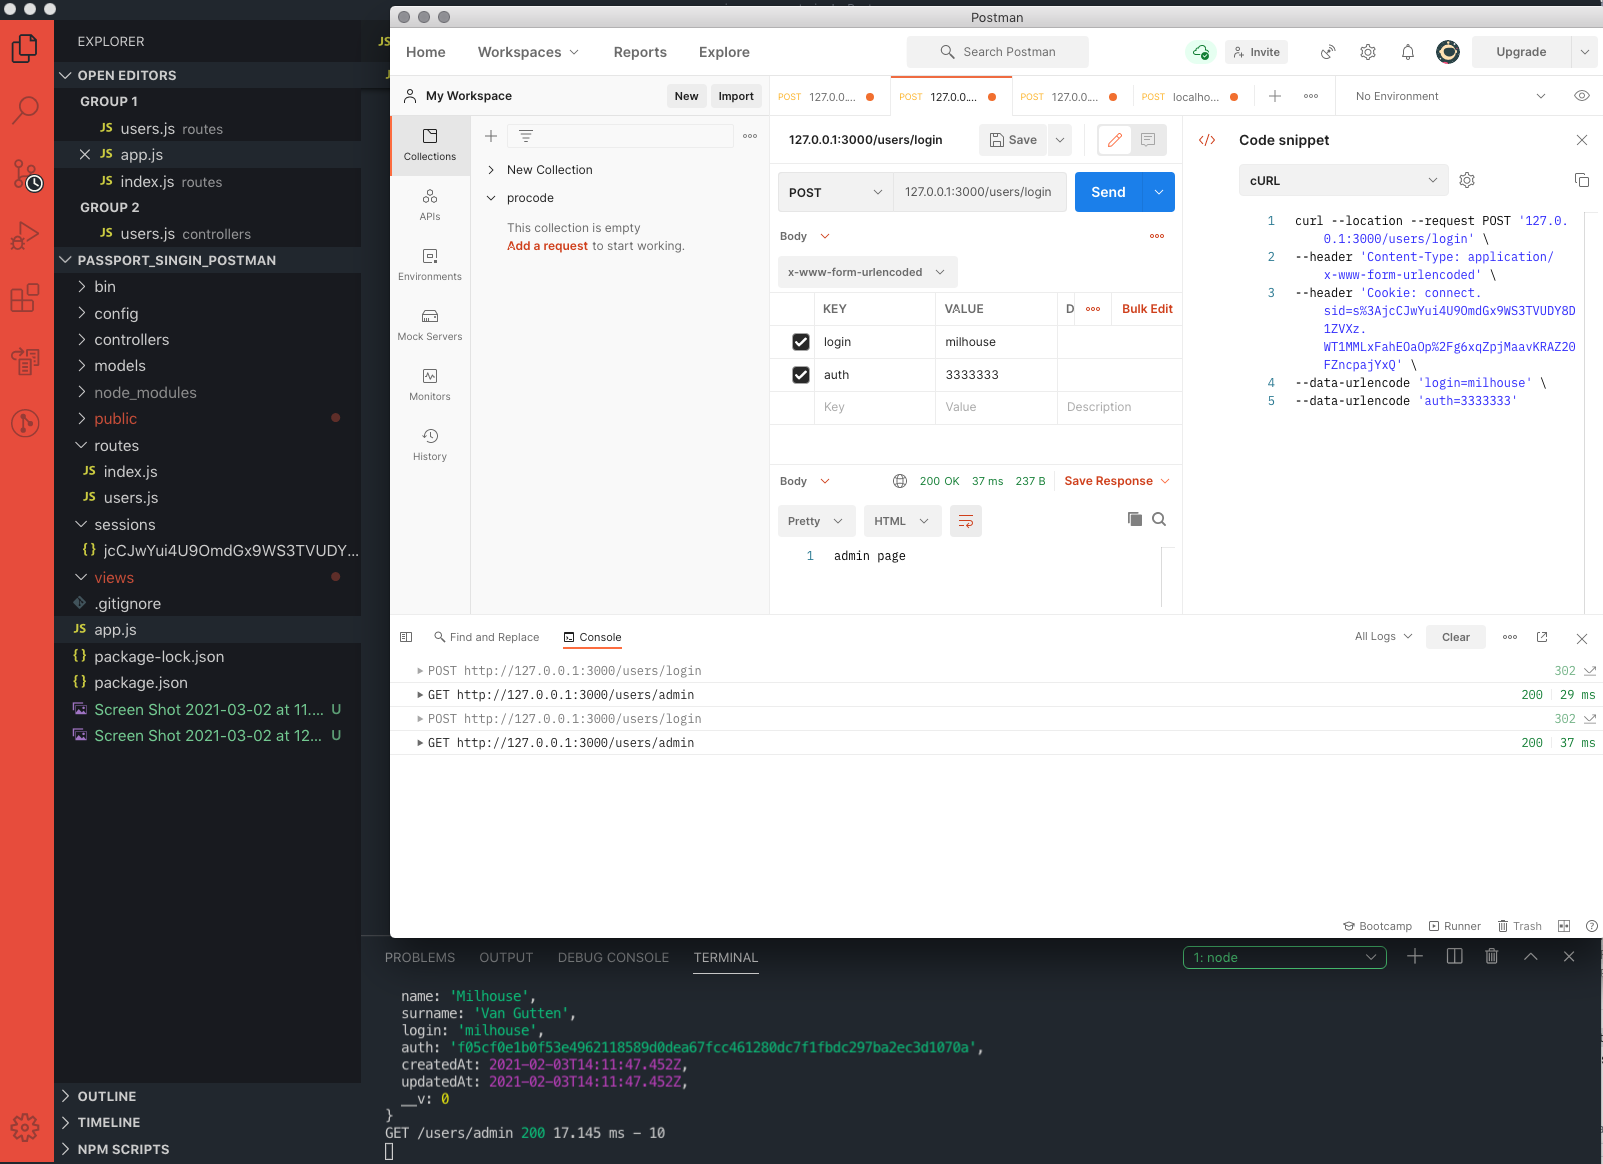 Postman
EXPLORER
OPEN EDITORS
GROUP 1
JS users.js routes
JS app.js
JS index.js routes
GROUP 2
JS users.js controllers
PASSPORT_SINGIN_POSTMAN
bin
config
controllers
models
node_modules
public
routes
JS index.js
JS users.js
sessions
{} jcCJwYui4U9OmdGx9WS3TVUDY...
views
.gitignore
JS app.js
{} package-lock.json
{} package.json
Screen Shot 2021-03-02 at 11.... U
Screen Shot 2021-03-02 at 12... U
OUTLINE
TIMELINE
NPM SCRIPTS
Home Workspaces Reports Explore Search Postman Invite Upgrade
My Workspace New Import
Collections
APIs
Environments
Mock Servers
Monitors
History
New Collection
procode
This collection is empty
Add a request to start working.
POST 127.0.... POST 127.0.... POST 127.0.... POST localho... No Environment
127.0.0.1:3000/users/login Save
POST 127.0.0.1:3000/users/login Send
Body
x-www-form-urlencoded
KEY VALUE D Bulk Edit
login milhouse
auth 3333333
Key Value Description
Body 200 OK 37 ms 237 B Save Response
Pretty HTML
1 admin page
Code snippet
cURL
1 curl --location --request POST '127.0.
0.1:3000/users/login' \
2 --header 'Content-Type: application/
x-www-form-urlencoded' \
3 --header 'Cookie: connect.
sid=s%3AjcCJwYui4U9OmdGx9WS3TVUDY8D
1ZVXz.
WT1MMLxFahEOaOp%2Fg6xqZpjMaavKRAZ20
FZncpajYxQ' \
4 --data-urlencode 'login=milhouse' \
5 --data-urlencode 'auth=3333333'
Find and Replace Console All Logs Clear
POST http://127.0.0.1:3000/users/login 302
GET http://127.0.0.1:3000/users/admin 200 29 ms
POST http://127.0.0.1:3000/users/login 302
GET http://127.0.0.1:3000/users/admin 200 37 ms
Bootcamp Runner Trash
PROBLEMS OUTPUT DEBUG CONSOLE TERMINAL 1: node
name: 'Milhouse',
surname: 'Van Gutten',
login: 'milhouse',
auth: 'f05cf0e1b0f53e4962118589d0dea67fcc461280dc7f1fbdc297ba2ec3d1070a',
createdAt: 2021-02-03T14:11:47.452Z,
updatedAt: 2021-02-03T14:11:47.452Z,
__v: 0
}
GET /users/admin 200 17.145 ms - 10